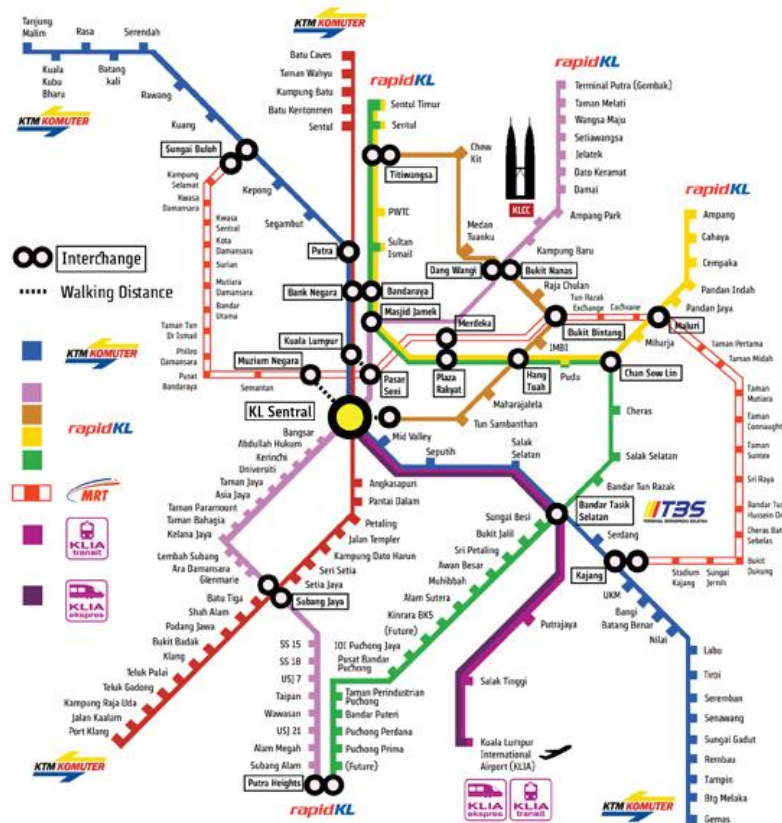 KTM KOMUTER
Tanjung
Malim
Rasa
Serendah
Kuala
Kubu
Bharu
Batang
kali
Rawang
Kuang
KTM KOMUTER
Sungai Buloh
Kepong
Segambut
Putra
Bank Negara
Kuala Lumpur
Batu Caves
Taman Wahyu
Kampung Batu
Batu Kentonmen
Sentul
rapidKL
Sentul Timur
Sentul
Titiwangsa
PWTC
Sultan
Ismail
Bandaraya
Masjid Jamek
Chow
Kit
Medan
Tuanku
Dang Wangi
Bukit Nanas
Raja Chulan
KLCC
rapidKL
Terminal Putra (Gombak)
Taman Melati
Wangsa Maju
Setiawangsa
Jelatek
Dato Keramat
Damai
Ampang Park
Kampung Baru
rapidKL
Ampang
Cahaya
Cempaka
Pandan Indah
Pandan Jaya
Maluri
Miharja
Tun Razak
Exchange
Cochrane
Bukit Bintang
Merdeka
IMBI
Plaza
Rakyat
Hang
Tuah
Pudu
Chan Sow Lin
Pasar
Seni
Maharajalela
Tun Sambanthan
Kampung
Selamat
Kwasa
Damansara
Kwasa
Sentral
Kota
Damansara
Surian
Mutiara
Damansara
Bandar
Utama
Taman Tun
Dr Ismail
Phileo
Damansara
Pusat
Bandaraya
Semantan
Muzium Negara
KL Sentral
Interchange
Walking Distance
KTM KOMUTER
rapidKL
MRT
KLIA
transit
KLIA
ekspres
Taman Pertama
Taman Midah
Taman
Mutiara
Taman
Connaught
Taman
Suntex
Sri Raya
Bandar Tun
Hussein On
Cheras Bat
Sebelas
Bukit
Dukung
Sungai
Jernih
Stadium
Kajang
Kajang
Cheras
Salak Selatan
Bandar Tun Razak
Bandar Tasik
Selatan
TBS
Mid Valley
Seputih
Salak
Selatan
Serdang
UKM
Bangi
Batang Benar
Nilai
Labu
Tiroi
Seremban
Senawang
Sungai Gadut
Rembau
Tampin
Btg Melaka
Gemas
KTM KOMUTER
Bangsar
Abdullah Hukum
Kerinchi
Universiti
Taman Jaya
Asia Jaya
Taman Paramount
Taman Bahagia
Kelana Jaya
Lembah Subang
Ara Damansara
Glenmarie
Subang Jaya
SS 15
SS 18
USJ 7
Taipan
Wawasan
USJ 21
Alam Megah
Subang Alam
Putra Heights
Angkasapuri
Pantai Dalam
Petaling
Jalan Templer
Kampung Dato Harun
Seri Setia
Setia Jaya
Batu Tiga
Shah Alam
Padang Jawa
Bukit Badak
Klang
Teluk Pulai
Teluk Gadong
Kampung Raja Uda
Jalan Kaalam
Port Klang
KTM KOMUTER
Sungai Besi
Bukit Jalil
Sri Petaling
Awan Besar
Muhibbah
Alam Sutera
Kinrara BK5
(Future)
IOI Puchong Jaya
Pusat Bandar
Puchong
Taman Perindustrian
Puchong
Bandar Puteri
Puchong Perdana
Puchong Prima
(Future)
rapidKL
Putrajaya
Salak Tinggi
Kuala Lumpur
International
Airport (KLIA)
KLIA
ekspres
KLIA
transit